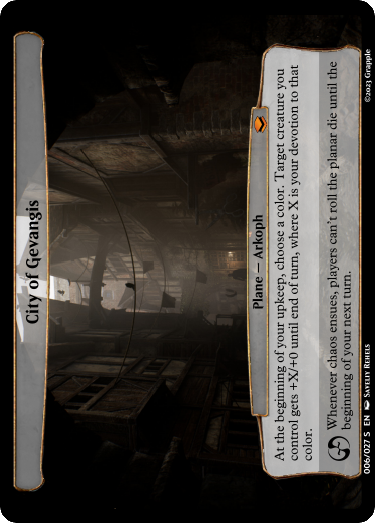 City of Gevangis
Plane — Arkoph
At the beginning of your upkeep, choose a color. Target creature you
control gets +X/+0 until end of turn, where X is your devotion to that
color.
Whenever chaos ensues, players can't roll the planar die until the
beginning of your next turn.
006/027 S EN Savely Rehels
©2023 Grapple